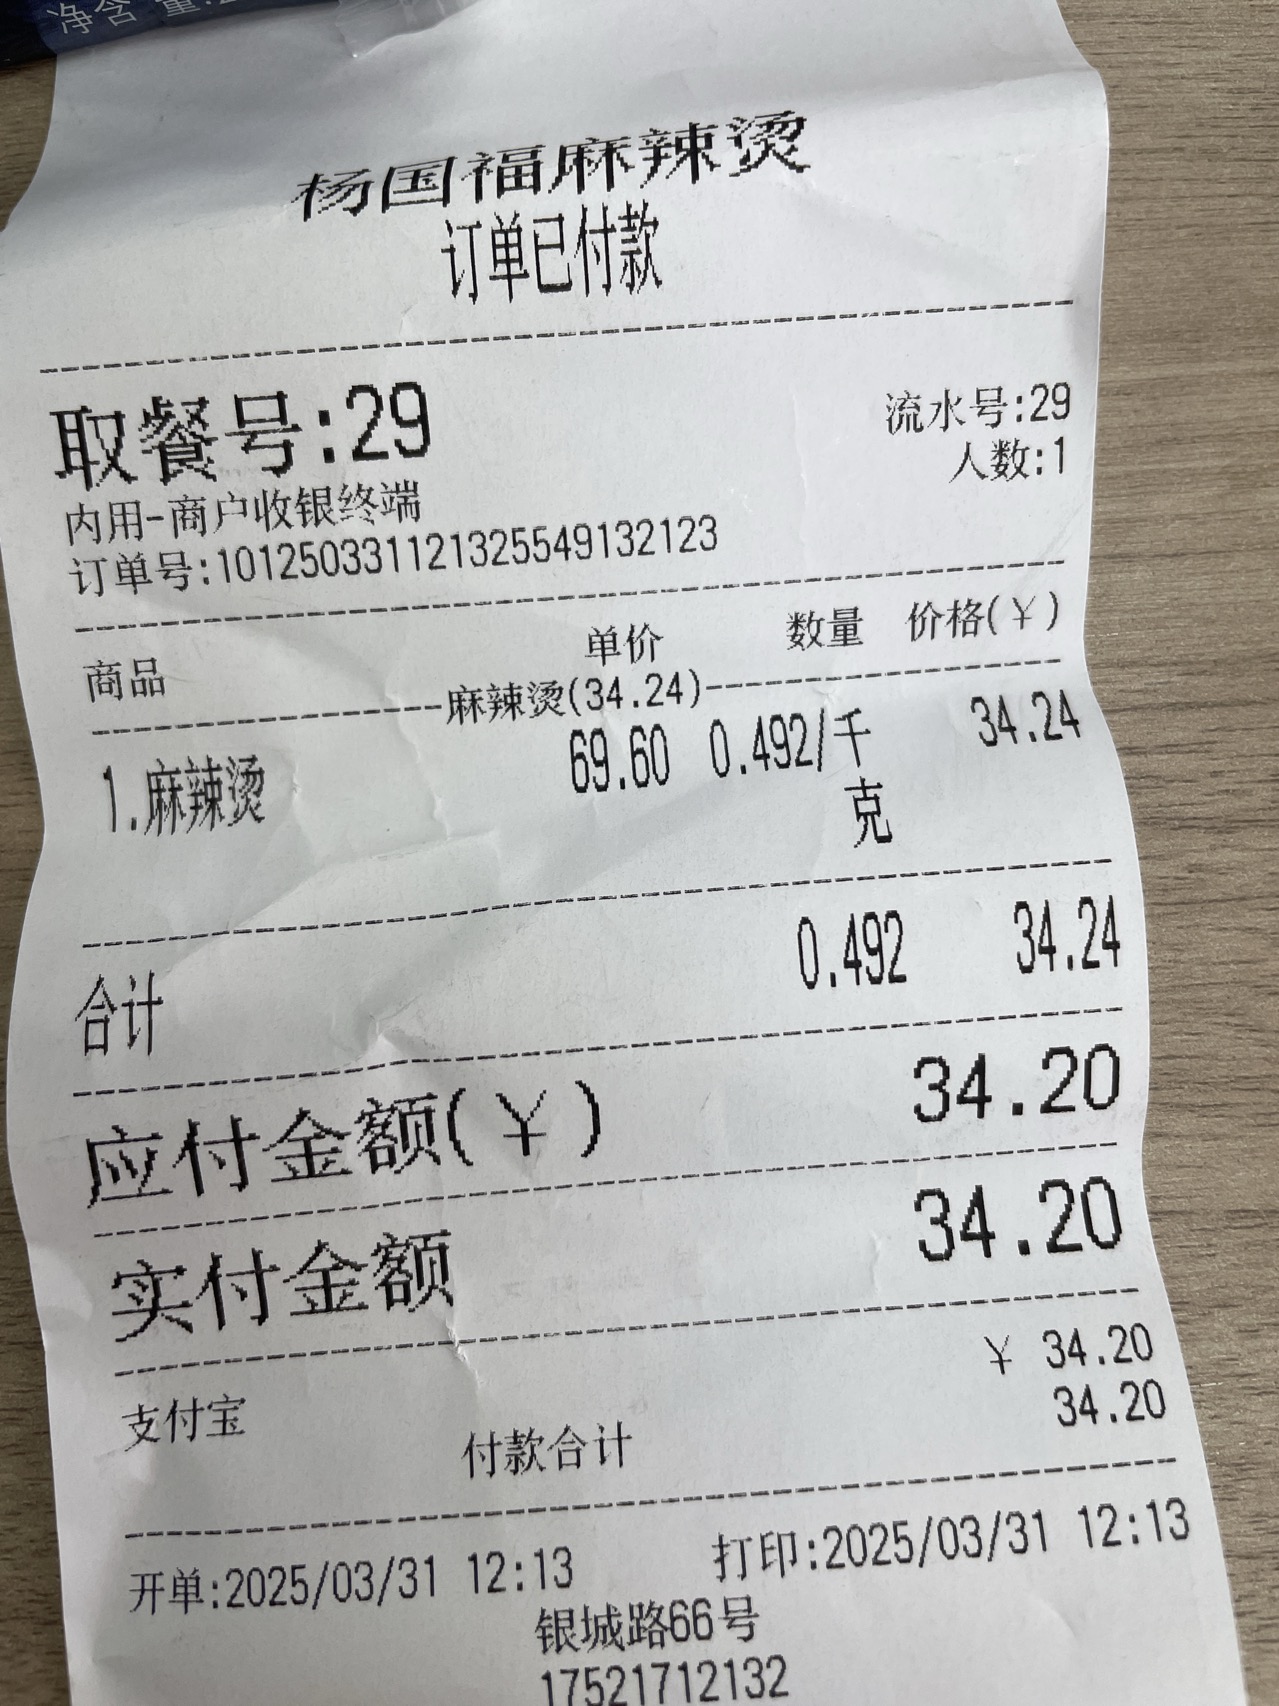 净含量:
杨国福麻辣烫
订单已付款
取餐号:29
流水号:29
人数:1
内用-商户收银终端
订单号:101250331121325549132123
商品 单价 数量 价格(¥)
麻辣烫(34.24)
1.麻辣烫 69.60 0.492/千克 34.24
合计 0.492 34.24
应付金额(¥) 34.20
实付金额 34.20
支付宝 ¥ 34.20
付款合计 34.20
开单:2025/03/31 12:13 打印:2025/03/31 12:13
银城路66号
17521712132